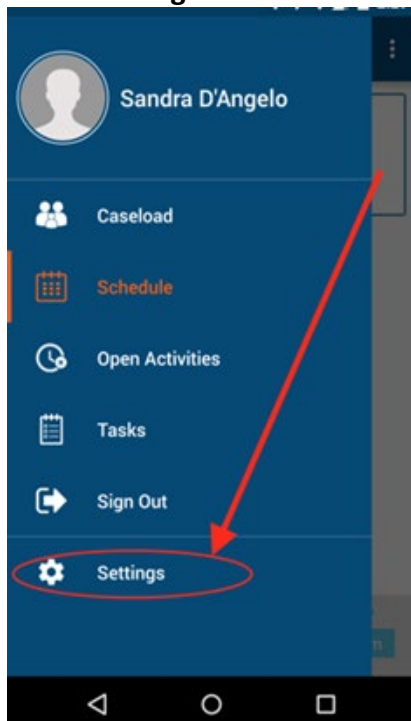 Sandra D'Angelo
Caseload
Schedule
Open Activities
Tasks
Sign Out
Settings